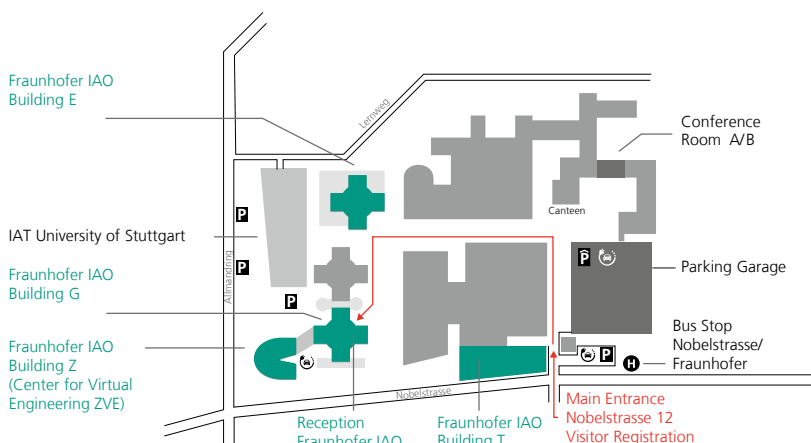 Fraunhofer IAO
Building E
Lernweg
Conference
Room A/B
Canteen
P
IAT University of Stuttgart
Allmandring
P
P
P
Parking Garage
Fraunhofer IAO
Building G
Fraunhofer IAO
Building Z
(Center for Virtual
Engineering ZVE)
Bus Stop
Nobelstrasse/
Fraunhofer
P
H
Nobelstrasse
Main Entrance
Nobelstrasse 12
Visitor Registration
Reception
Fraunhofer IAO
Fraunhofer IAO
Building T